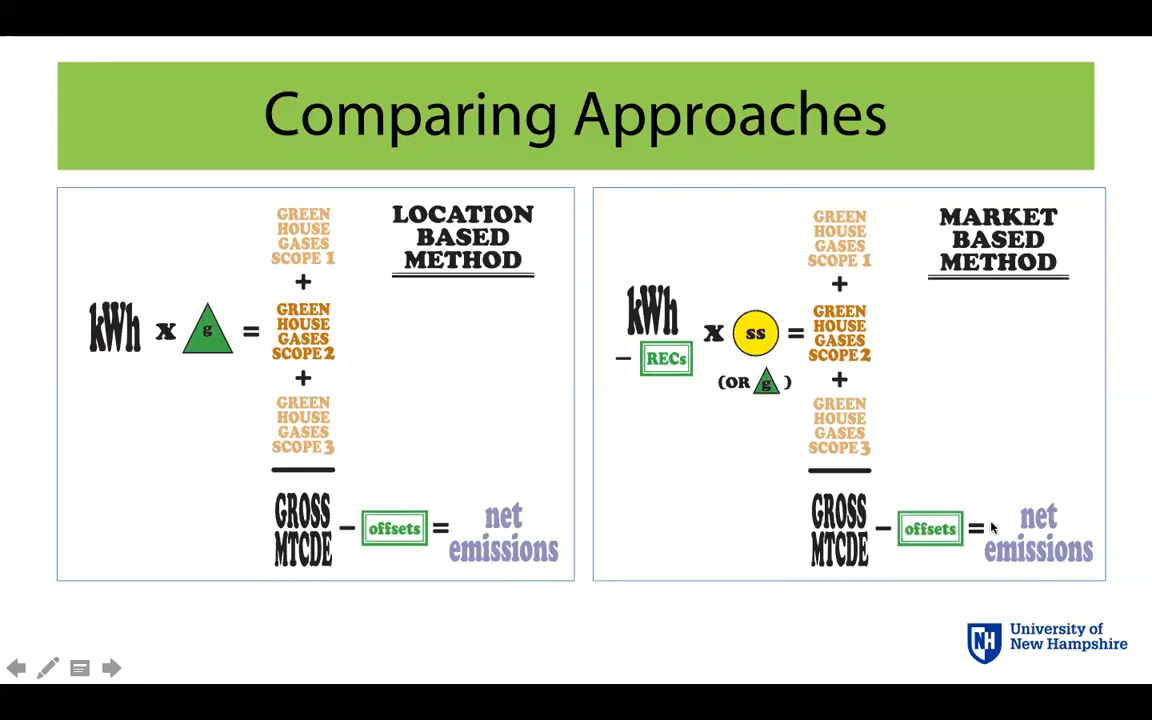 Comparing Approaches
LOCATION
BASED
METHOD
GREEN
HOUSE
GASES
SCOPE 1
+
kWh x g =
GREEN
HOUSE
GASES
SCOPE 2
+
GREEN
HOUSE
GASES
SCOPE 3
GROSS
MTCDE
– offsets =
net
emissions
MARKET
BASED
METHOD
GREEN
HOUSE
GASES
SCOPE 1
+
kWh
– RECs
x ss =
(OR g )
GREEN
HOUSE
GASES
SCOPE 2
+
GREEN
HOUSE
GASES
SCOPE 3
GROSS
MTCDE
– offsets =
net
emissions
NH
University of
New Hampshire